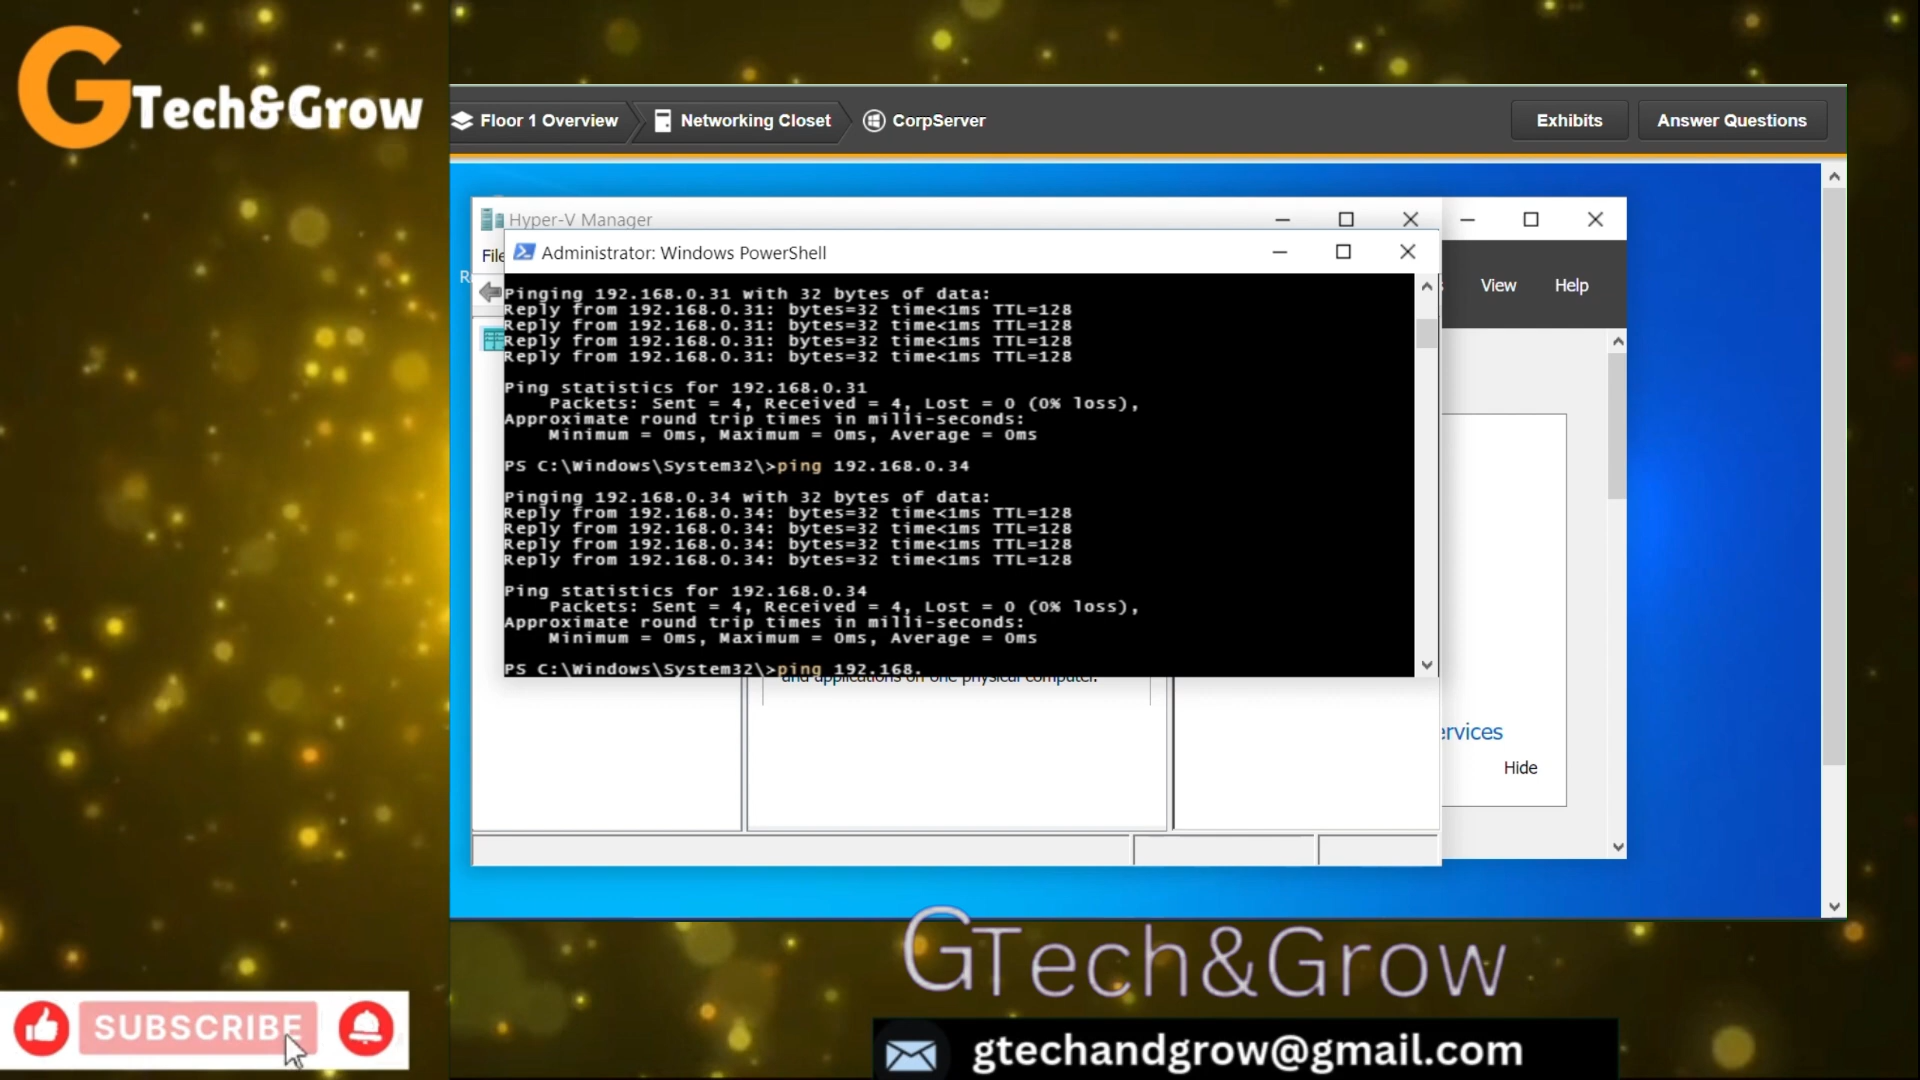 GTech&Grow
Floor 1 Overview
Networking Closet
CorpServer
Exhibits
Answer Questions
Hyper-V Manager
File
Administrator: Windows PowerShell
View
Help
Pinging 192.168.0.31 with 32 bytes of data:
Reply from 192.168.0.31: bytes=32 time<1ms TTL=128
Reply from 192.168.0.31: bytes=32 time<1ms TTL=128
Reply from 192.168.0.31: bytes=32 time<1ms TTL=128
Reply from 192.168.0.31: bytes=32 time<1ms TTL=128
Ping statistics for 192.168.0.31
Packets: Sent = 4, Received = 4, Lost = 0 (0% loss),
Approximate round trip times in milli-seconds:
Minimum = 0ms, Maximum = 0ms, Average = 0ms
PS C:\Windows\System32\>ping 192.168.0.34
Pinging 192.168.0.34 with 32 bytes of data:
Reply from 192.168.0.34: bytes=32 time<1ms TTL=128
Reply from 192.168.0.34: bytes=32 time<1ms TTL=128
Reply from 192.168.0.34: bytes=32 time<1ms TTL=128
Reply from 192.168.0.34: bytes=32 time<1ms TTL=128
Ping statistics for 192.168.0.34
Packets: Sent = 4, Received = 4, Lost = 0 (0% loss),
Approximate round trip times in milli-seconds:
Minimum = 0ms, Maximum = 0ms, Average = 0ms
PS C:\Windows\System32\>ping 192.168.
and applications on one physical computer.
ervices
Hide
GTech&Grow
SUBSCRIBE
gtechandgrow@gmail.com